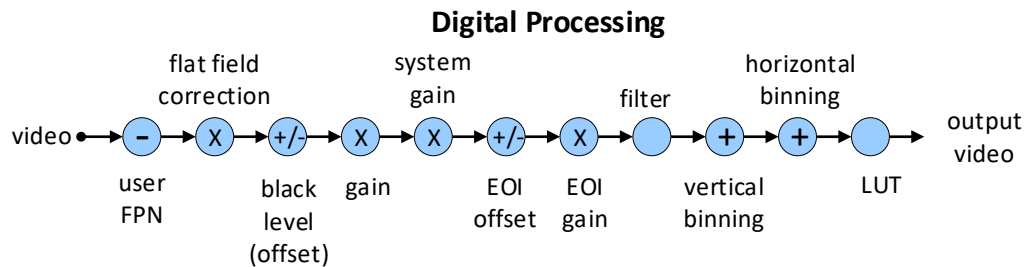 Digital Processing
flat field
correction
system
gain
filter
horizontal
binning
video
-
X
+/-
X
X
+/-
X
+
+
output
video
user
FPN
black
level
(offset)
gain
EOI
offset
EOI
gain
vertical
binning
LUT